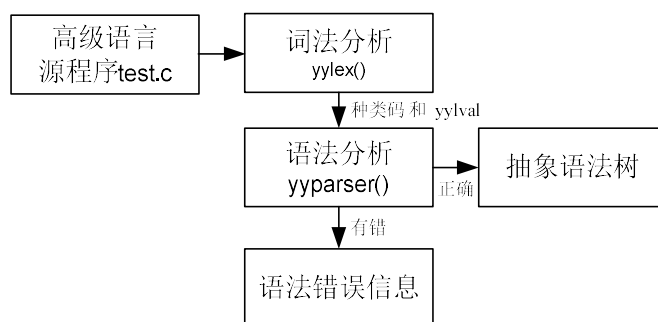 高级语言
源程序test.c
词法分析
yylex()
种类码和 yylval
语法分析
yyparser()
正确
抽象语法树
有错
语法错误信息